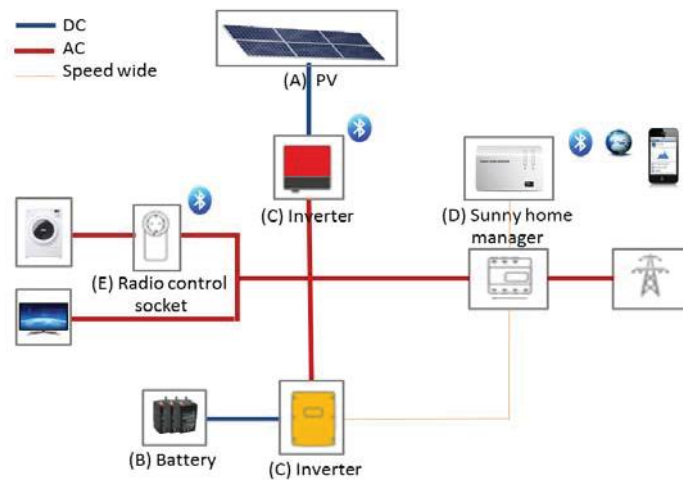 DC
AC
Speed wide
(A) PV
(C) Inverter
(D) Sunny home
manager
(E) Radio control
socket
(B) Battery
(C) Inverter